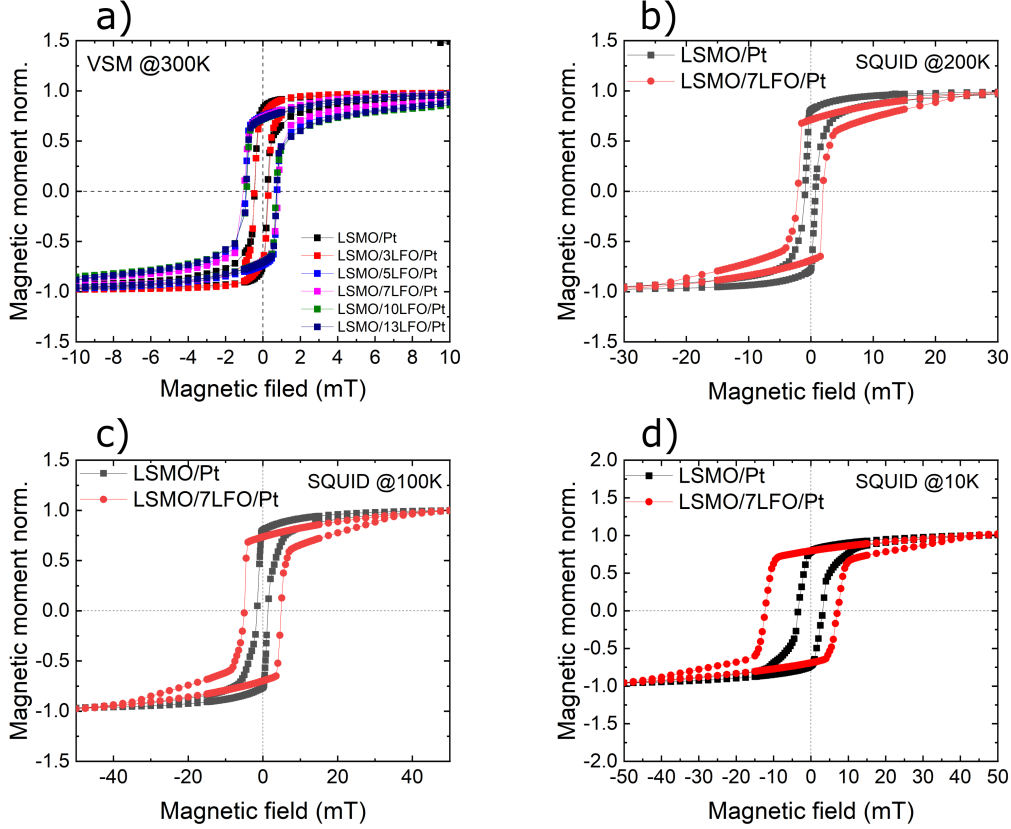 a)
VSM @300K
Magnetic moment norm.
1.5
1.0
0.5
0.0
-0.5
-1.0
-1.5
LSMO/Pt
LSMO/3LFO/Pt
LSMO/5LFO/Pt
LSMO/7LFO/Pt
LSMO/10LFO/Pt
LSMO/13LFO/Pt
-10 -8 -6 -4 -2 0 2 4 6 8 10
Magnetic filed (mT)
b)
LSMO/Pt
LSMO/7LFO/Pt
SQUID @200K
Magnetic moment norm.
1.5
1.0
0.5
0.0
-0.5
-1.0
-1.5
-30 -20 -10 0 10 20 30
Magnetic field (mT)
c)
LSMO/Pt
LSMO/7LFO/Pt
SQUID @100K
Magnetic moment norm.
1.5
1.0
0.5
0.0
-0.5
-1.0
-1.5
-40 -20 0 20 40
Magnetic field (mT)
d)
LSMO/Pt
LSMO/7LFO/Pt
SQUID @10K
Magnetic moment norm.
2.0
1.5
1.0
0.5
0.0
-0.5
-1.0
-1.5
-2.0
-50 -40 -30 -20 -10 0 10 20 30 40 50
Magnetic field (mT)